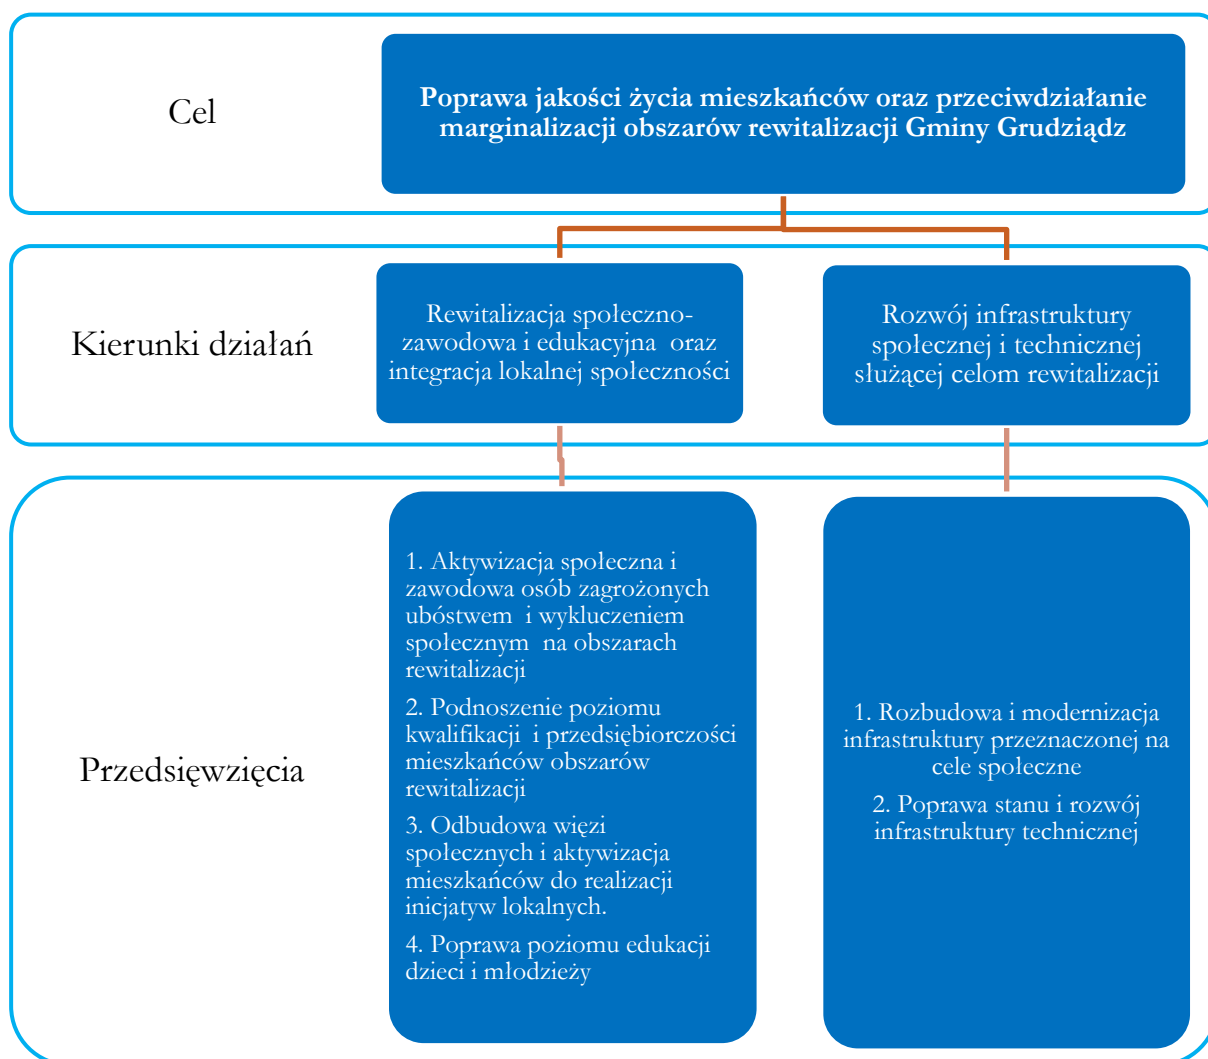 Cel
Poprawa jakości życia mieszkańców oraz przeciwdziałanie
marginalizacji obszarów rewitalizacji Gminy Grudziądz
Kierunki działań
Rewitalizacja społeczno-
zawodowa i edukacyjna oraz
integracja lokalnej społeczności
Rozwój infrastruktury
społecznej i technicznej
służącej celom rewitalizacji
Przedsięwzięcia
1. Aktywizacja społeczna i
zawodowa osób zagrożonych
ubóstwem i wykluczeniem
społecznym na obszarach
rewitalizacji
2. Podnoszenie poziomu
kwalifikacji i przedsiębiorczości
mieszkańców obszarów
rewitalizacji
3. Odbudowa więzi
społecznych i aktywizacja
mieszkańców do realizacji
inicjatyw lokalnych.
4. Poprawa poziomu edukacji
dzieci i młodzieży
1. Rozbudowa i modernizacja
infrastruktury przeznaczonej na
cele społeczne
2. Poprawa stanu i rozwój
infrastruktury technicznej